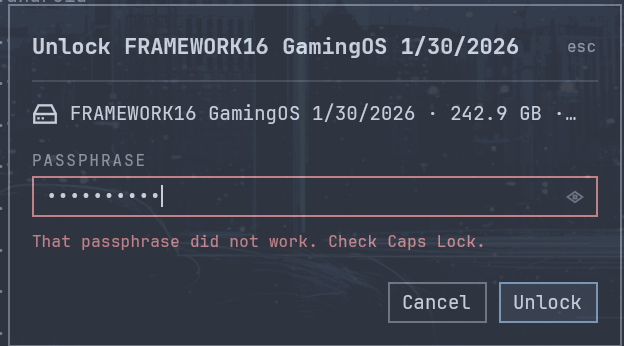 Unlock FRAMEWORK16 GamingOS 1/30/2026 esc
FRAMEWORK16 GamingOS 1/30/2026 · 242.9 GB ·…
PASSPHRASE
••••••••••
That passphrase did not work. Check Caps Lock.
Cancel Unlock